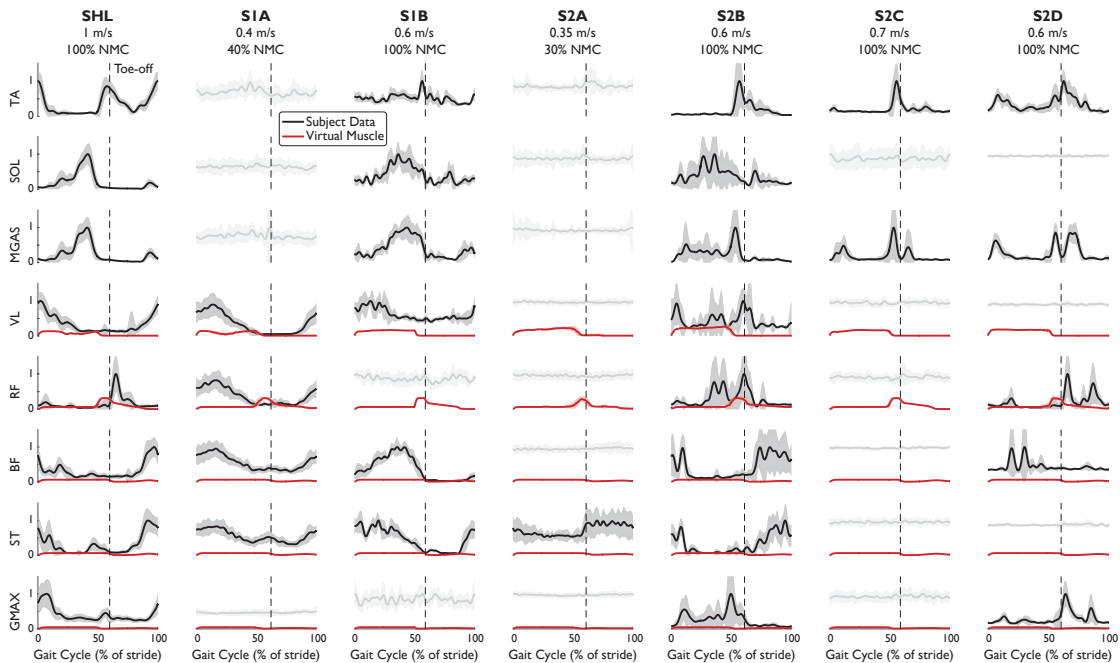 SHL S1A S1B S2A S2B S2C S2D
1 m/s 0.4 m/s 0.6 m/s 0.35 m/s 0.6 m/s 0.7 m/s 0.6 m/s
100% NMC 40% NMC 100% NMC 30% NMC 100% NMC 100% NMC 100% NMC
Toe-off
TA 1 0
Subject Data
Virtual Muscle
SOL 1 0
MGAS 1 0
VL 1 0
RF 1 0
BF 1 0
ST 1 0
GMAX 1 0
0 50 100 0 50 100 0 50 100 0 50 100 0 50 100 0 50 100 0 50 100
Gait Cycle (% of stride) Gait Cycle (% of stride) Gait Cycle (% of stride) Gait Cycle (% of stride) Gait Cycle (% of stride) Gait Cycle (% of stride) Gait Cycle (% of stride)